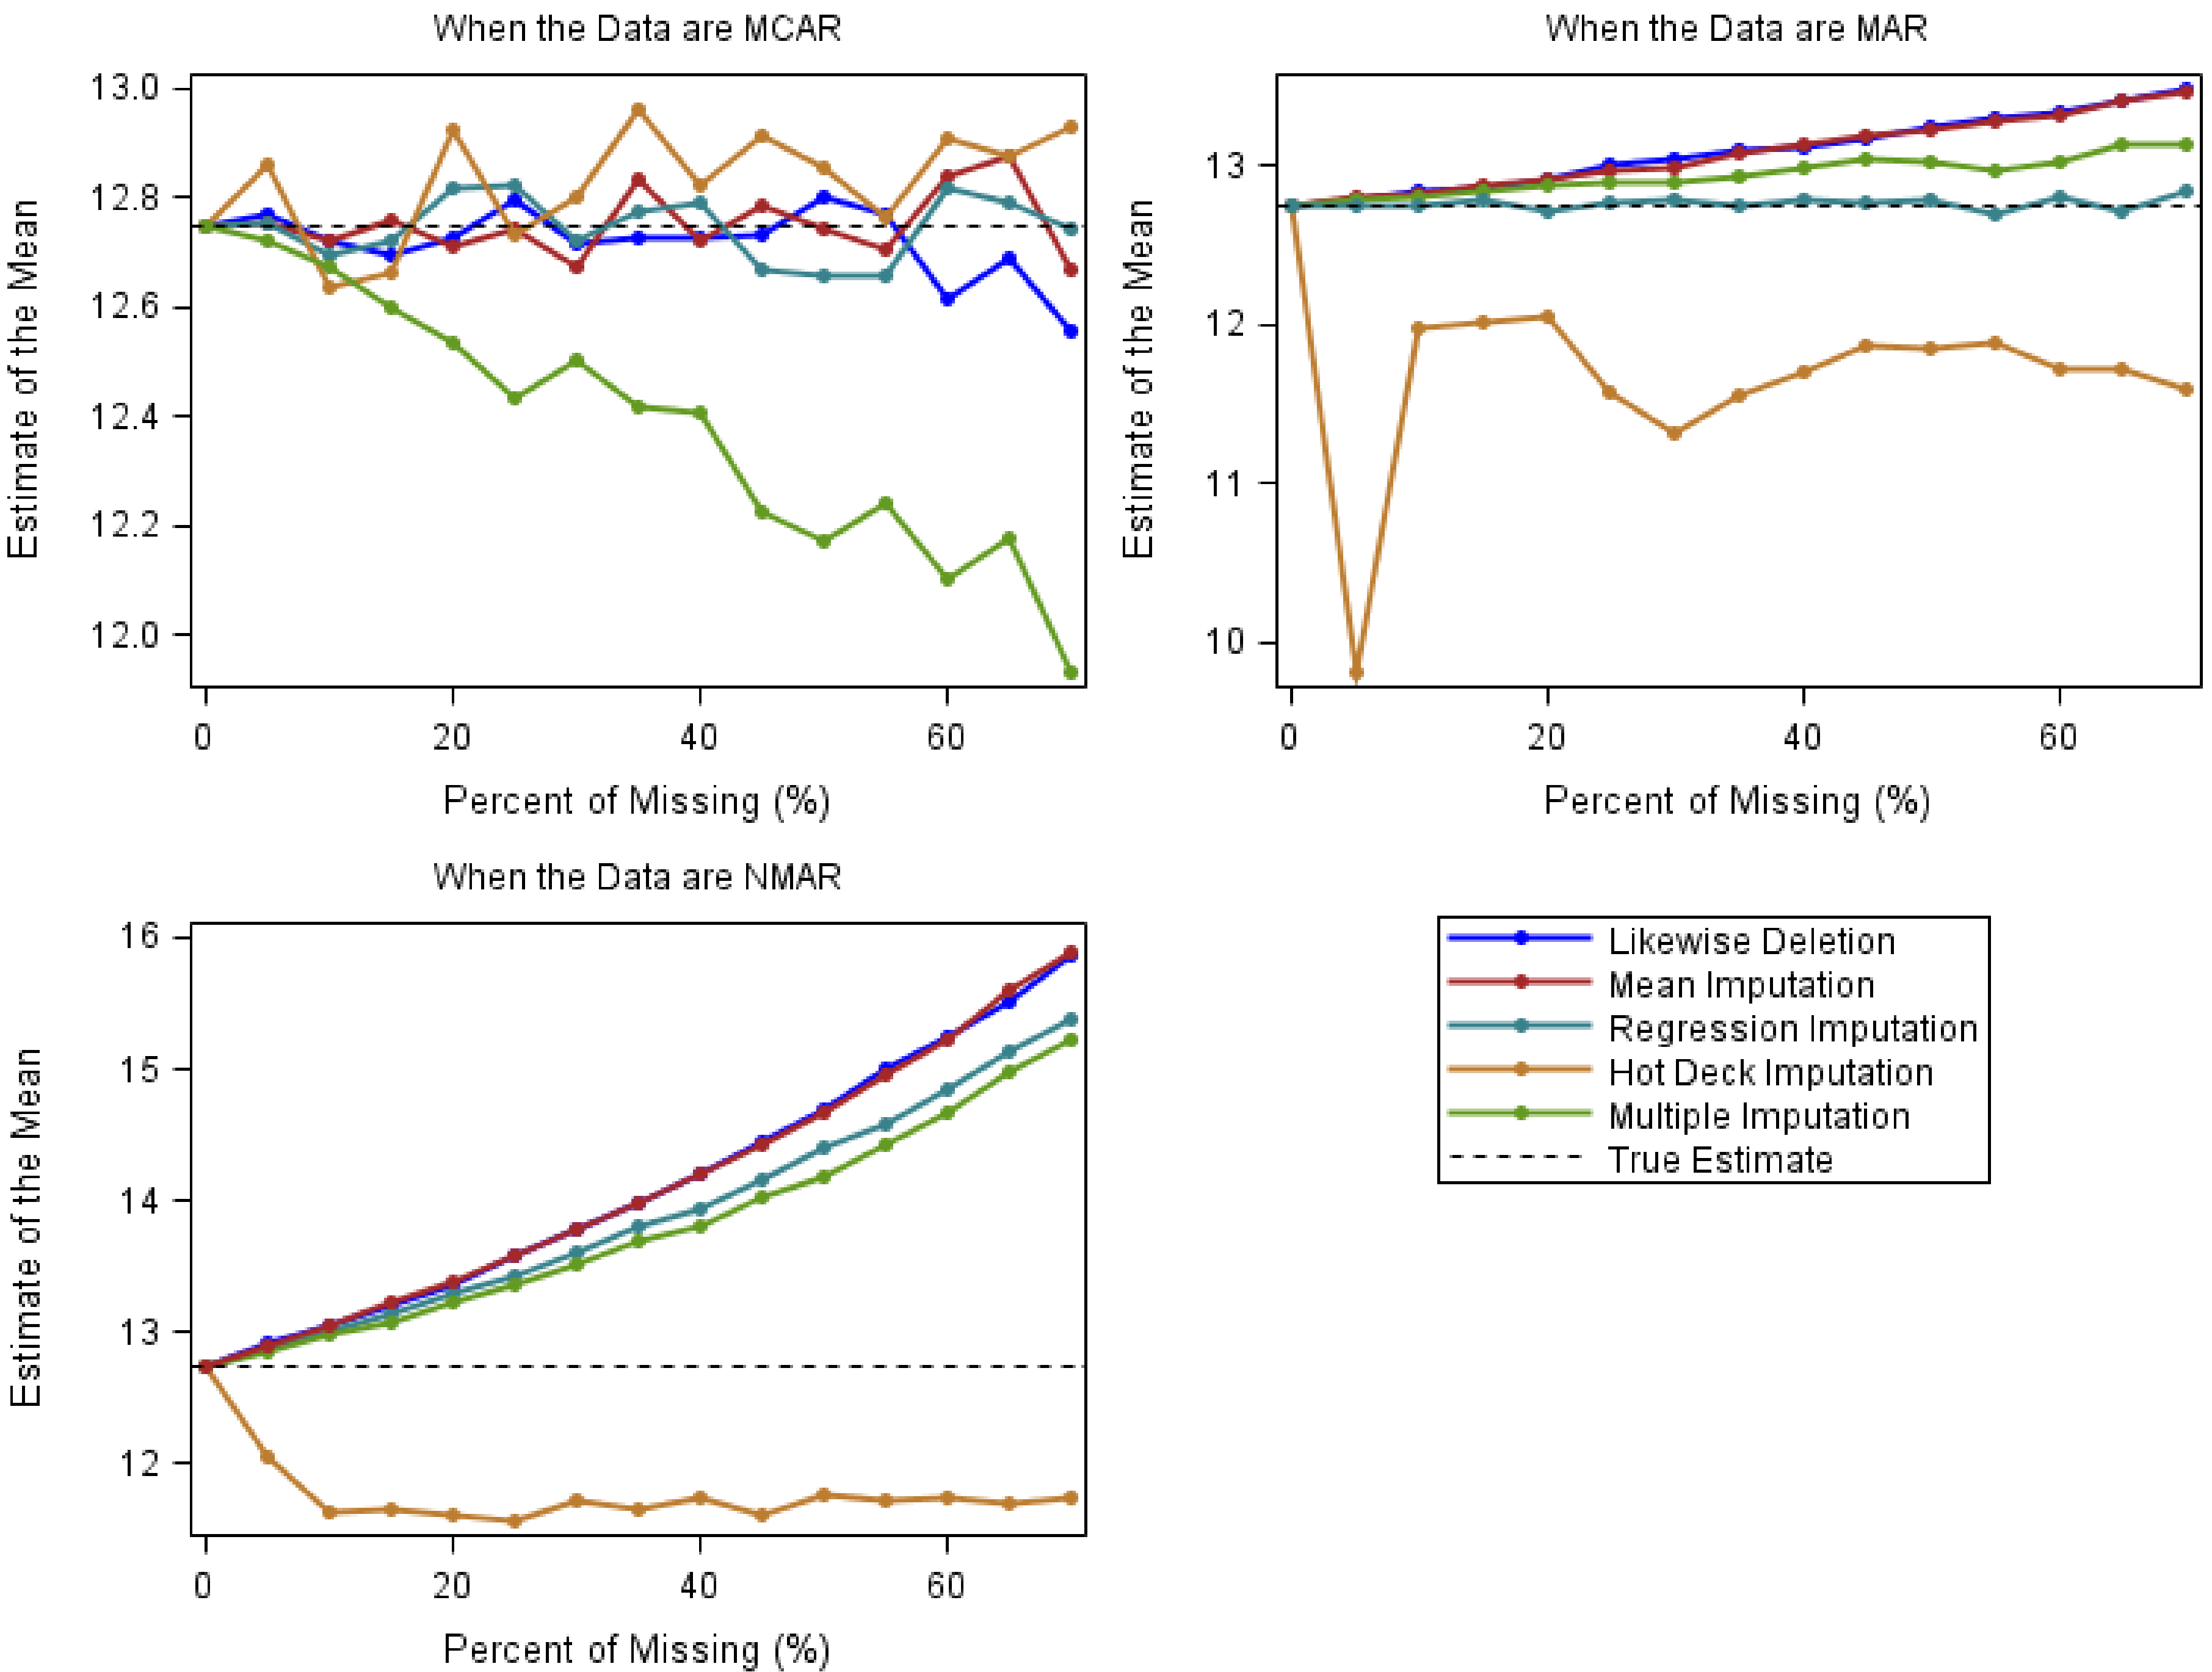 When the Data are MCAR
Estimate of the Mean
13.0
12.8
12.6
12.4
12.2
12.0
0 20 40 60
Percent of Missing (%)
When the Data are MAR
Estimate of the Mean
13
12
11
10
0 20 40 60
Percent of Missing (%)
When the Data are NMAR
Estimate of the Mean
16
15
14
13
12
0 20 40 60
Percent of Missing (%)
Likewise Deletion
Mean Imputation
Regression Imputation
Hot Deck Imputation
Multiple Imputation
True Estimate